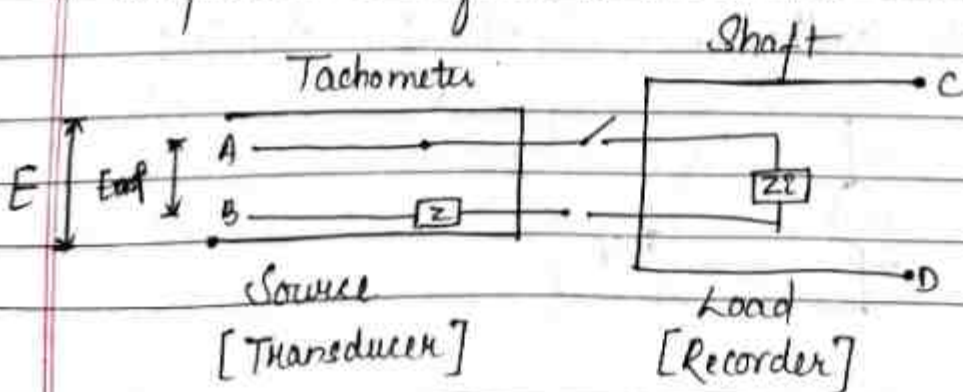 Shaft
Tachometer
C
A
E
Z
Zl
B
D
Source
Load
[Transducer]
[Recorder]